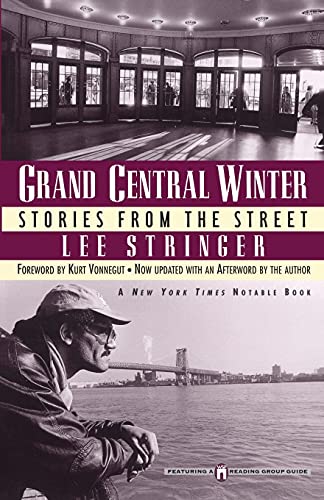 GRAND CENTRAL WINTER
STORIES FROM THE STREET
LEE STRINGER
FOREWORD BY KURT VONNEGUT • NOW UPDATED WITH AN AFTERWORD BY THE AUTHOR
A NEW YORK TIMES NOTABLE BOOK
FEATURING A READING GROUP GUIDE